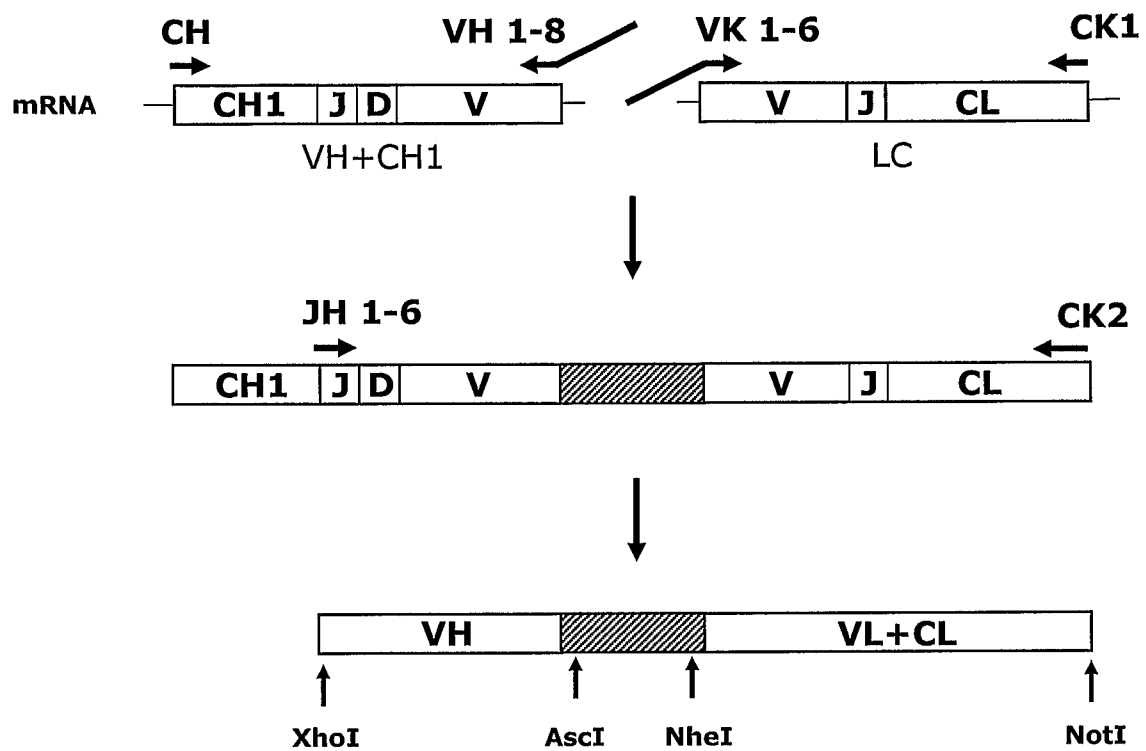 CH VH 1-8 VK 1-6 CK1
mRNA CH1 J D V V J CL
VH+CH1 LC
JH 1-6 CK2
CH1 J D V V J CL
VH VL+CL
XhoI AscI NheI NotI